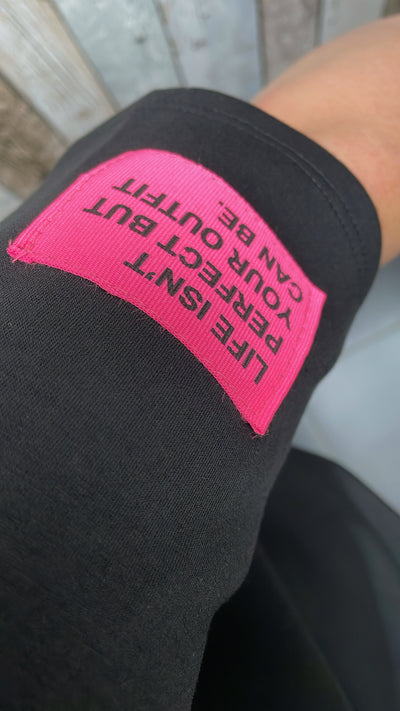 LIFE ISN'T
PERFECT BUT
YOUR OUTFIT
CAN BE.